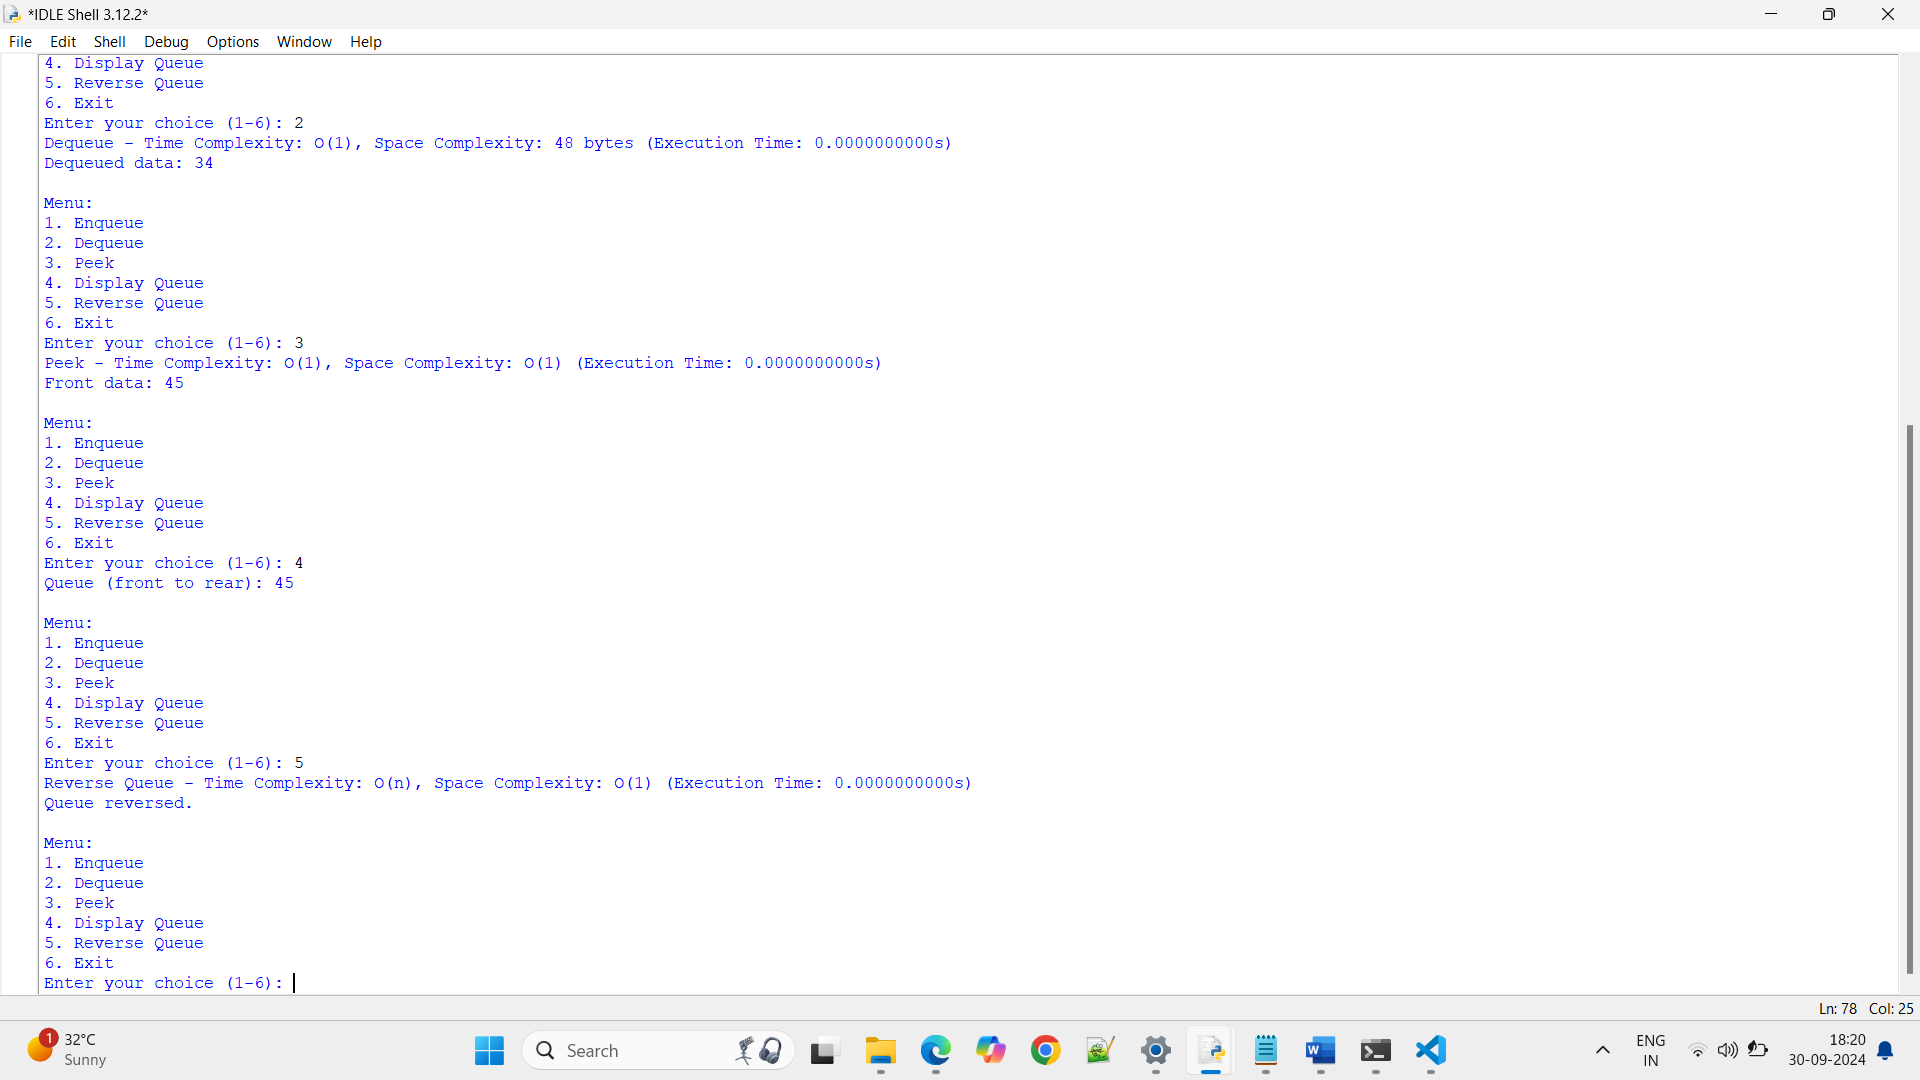 *IDLE Shell 3.12.2*
File Edit Shell Debug Options Window Help
4. Display Queue
5. Reverse Queue
6. Exit
Enter your choice (1-6): 2
Dequeue - Time Complexity: O(1), Space Complexity: 48 bytes (Execution Time: 0.0000000000s)
Dequeued data: 34
Menu:
1. Enqueue
2. Dequeue
3. Peek
4. Display Queue
5. Reverse Queue
6. Exit
Enter your choice (1-6): 3
Peek - Time Complexity: O(1), Space Complexity: O(1) (Execution Time: 0.0000000000s)
Front data: 45
Menu:
1. Enqueue
2. Dequeue
3. Peek
4. Display Queue
5. Reverse Queue
6. Exit
Enter your choice (1-6): 4
Queue (front to rear): 45
Menu:
1. Enqueue
2. Dequeue
3. Peek
4. Display Queue
5. Reverse Queue
6. Exit
Enter your choice (1-6): 5
Reverse Queue - Time Complexity: O(n), Space Complexity: O(1) (Execution Time: 0.0000000000s)
Queue reversed.
Menu:
1. Enqueue
2. Dequeue
3. Peek
4. Display Queue
5. Reverse Queue
6. Exit
Enter your choice (1-6):
Ln: 78 Col: 25
1
32°C
Sunny
Search
W
ENG
IN
18:20
30-09-2024